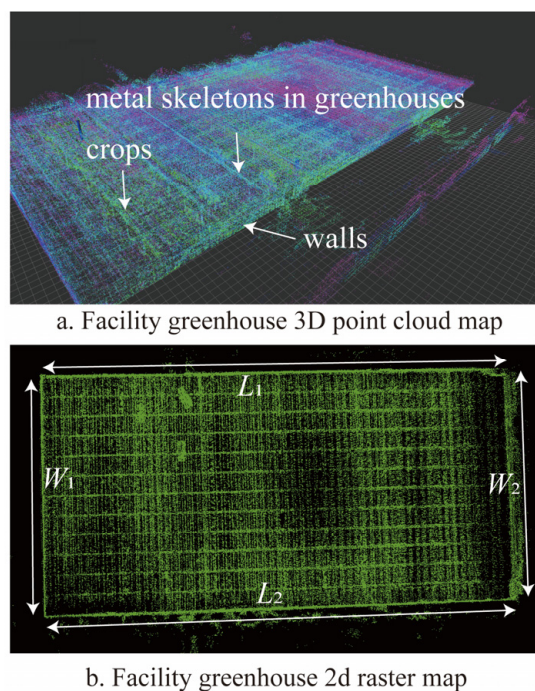 metal skeletons in greenhouses
crops
walls
a. Facility greenhouse 3D point cloud map
L₁
W₁
W₂
L₂
b. Facility greenhouse 2d raster map